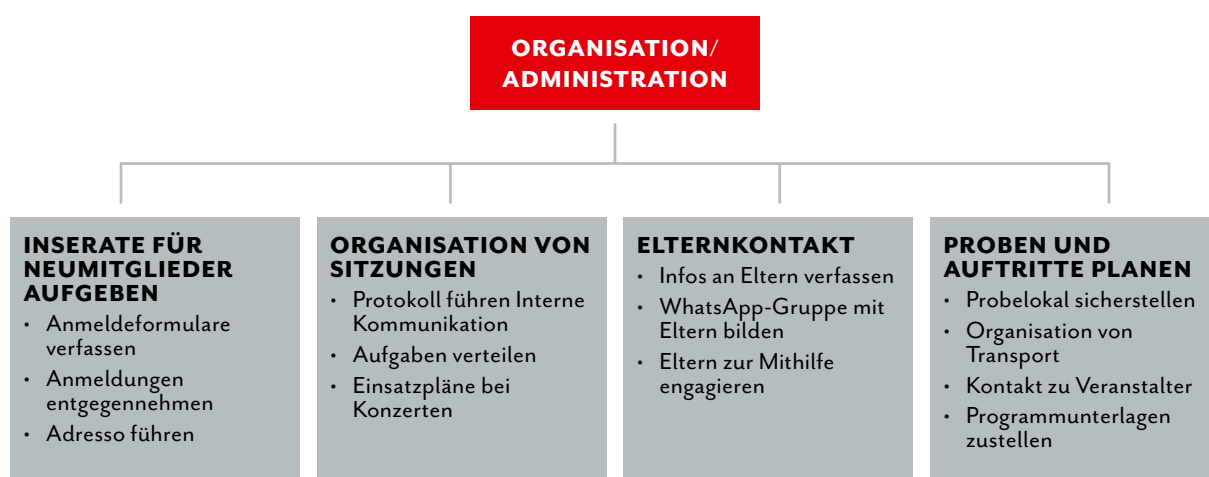 ORGANISATION/
ADMINISTRATION
INSERATE FÜR
NEUMITGLIEDER
AUFGEBEN
• Anmeldeformulare
verfassen
• Anmeldungen
entgegennehmen
• Adresso führen
ORGANISATION VON
SITZUNGEN
• Protokoll führen Interne
Kommunikation
• Aufgaben verteilen
• Einsatzpläne bei
Konzerten
ELTERNKONTAKT
• Infos an Eltern verfassen
• WhatsApp-Gruppe mit
Eltern bilden
• Eltern zur Mithilfe
engagieren
PROBEN UND
AUFTRITTE PLANEN
• Probelokal sicherstellen
• Organisation von
Transport
• Kontakt zu Veranstalter
• Programmunterlagen
zustellen